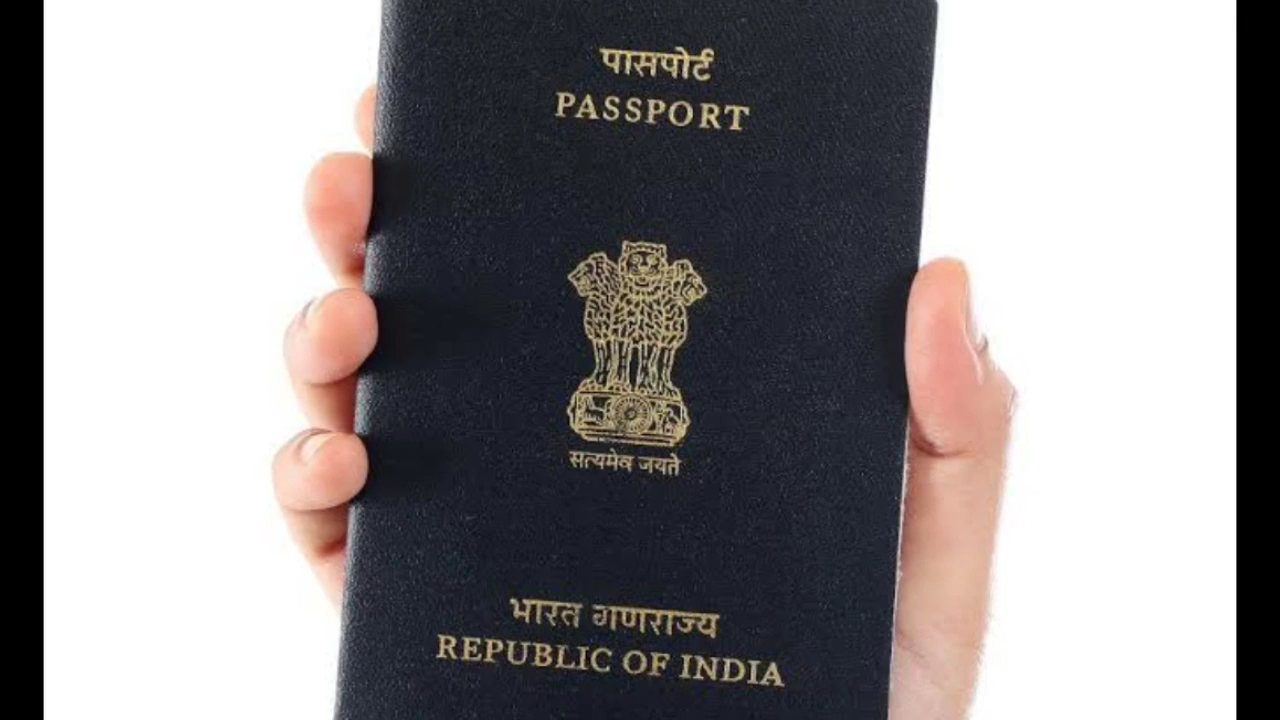 पासपोर्ट
PASSPORT
सत्यमेव जयते
भारत गणराज्य
REPUBLIC OF INDIA